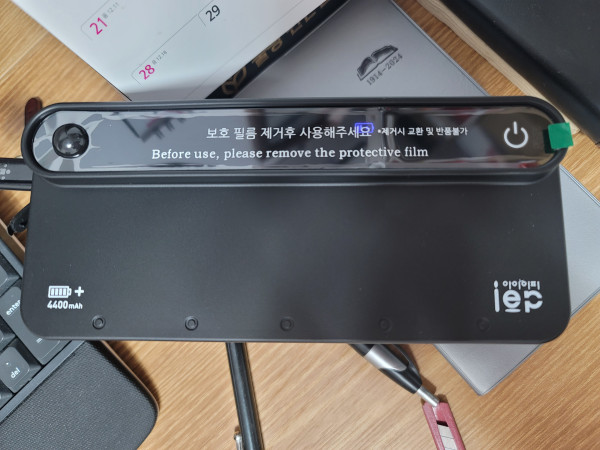 21
28
29
1914-2024
보호 필름 제거후 사용해주세요 •제거시 교환 및 반품불가
Before use, please remove the protective film
4400mAh
아이이피
iep
enter
del